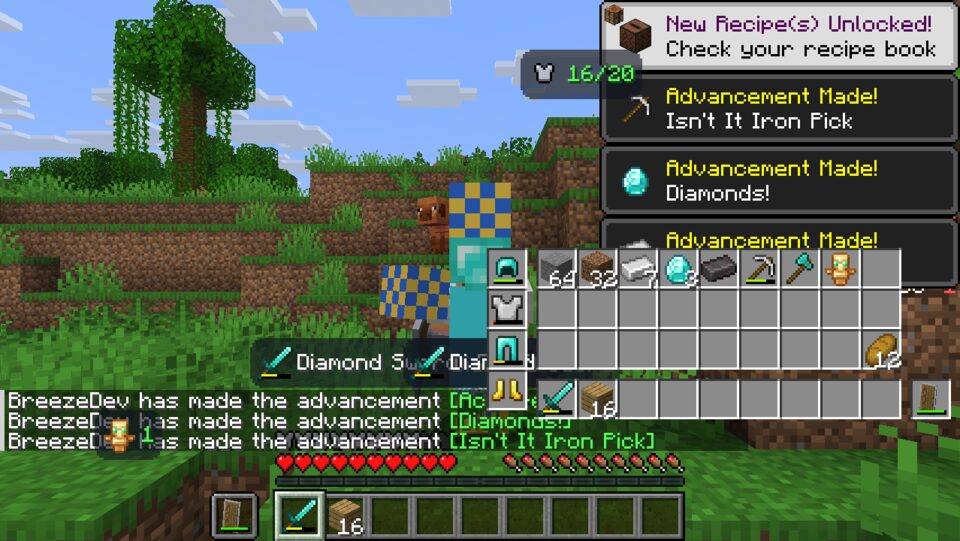 New Recipe(s) Unlocked!
Check your recipe book
16/20
Advancement Made!
Isn't It Iron Pick
Advancement Made!
Diamonds!
Advancement Made!
64
32
7
3
12
Diamond
BreezeDev has made the advancement
16
BreezeDev has made the advancement [Diamonds!]
1
has made the advancement [Isn't It Iron Pick]
16